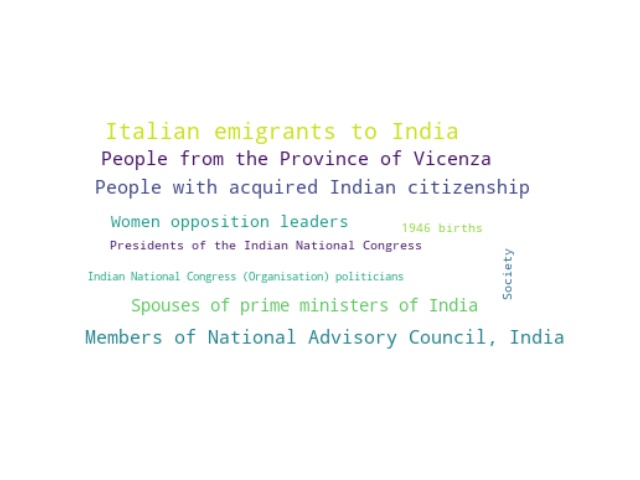 Italian emigrants to India
People from the Province of Vicenza
People with acquired Indian citizenship
Women opposition leaders
1946 births
Presidents of the Indian National Congress
Society
Indian National Congress (Organisation) politicians
Spouses of prime ministers of India
Members of National Advisory Council, India